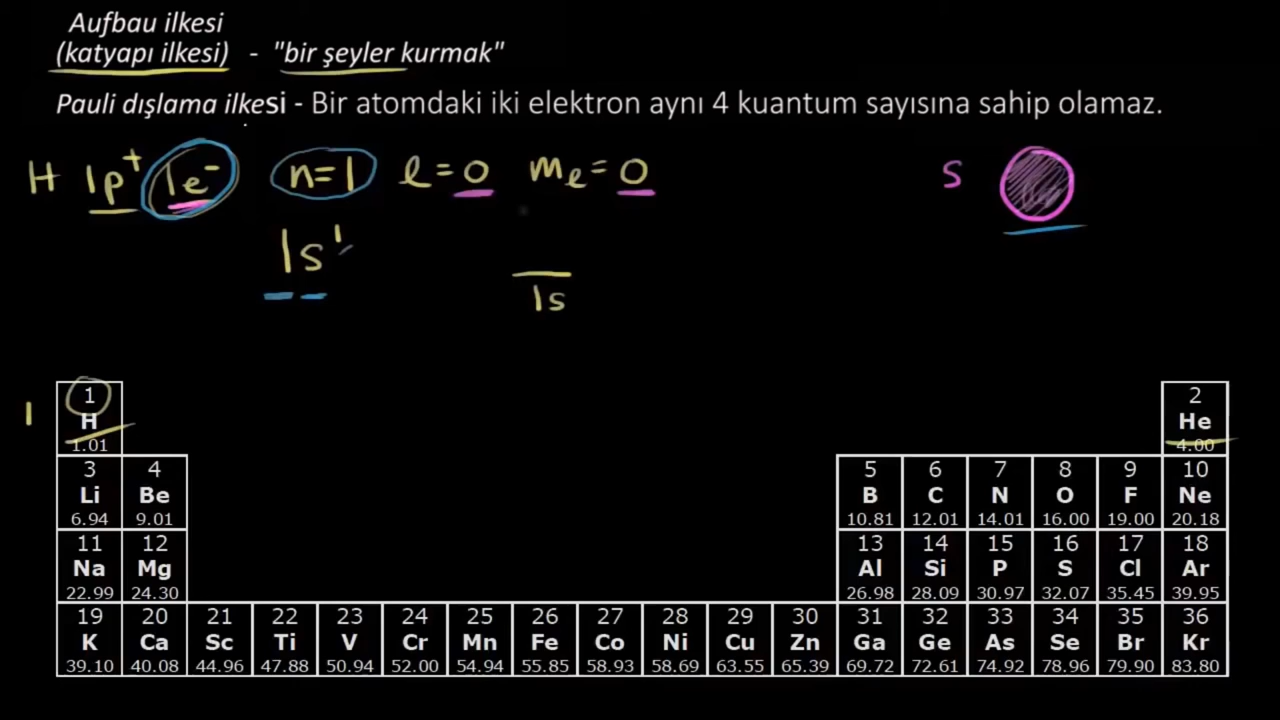 Aufbau ilkesi
(katyapı ilkesi) - "bir şeyler kurmak"
Pauli dışlama ilkesi - Bir atomdaki iki elektron aynı 4 kuantum sayısına sahip olamaz.
H 1p⁺ 1e⁻ n=1 l=0 mₗ=0 S
1s¹
1s
1
1 2
H He
1.01 4.00
3 4 5 6 7 8 9 10
Li Be B C N O F Ne
6.94 9.01 10.81 12.01 14.01 16.00 19.00 20.18
11 12 13 14 15 16 17 18
Na Mg Al Si P S Cl Ar
22.99 24.30 26.98 28.09 30.97 32.07 35.45 39.95
19 20 21 22 23 24 25 26 27 28 29 30 31 32 33 34 35 36
K Ca Sc Ti V Cr Mn Fe Co Ni Cu Zn Ga Ge As Se Br Kr
39.10 40.08 44.96 47.88 50.94 52.00 54.94 55.85 58.93 58.69 63.55 65.39 69.72 72.61 74.92 78.96 79.90 83.80